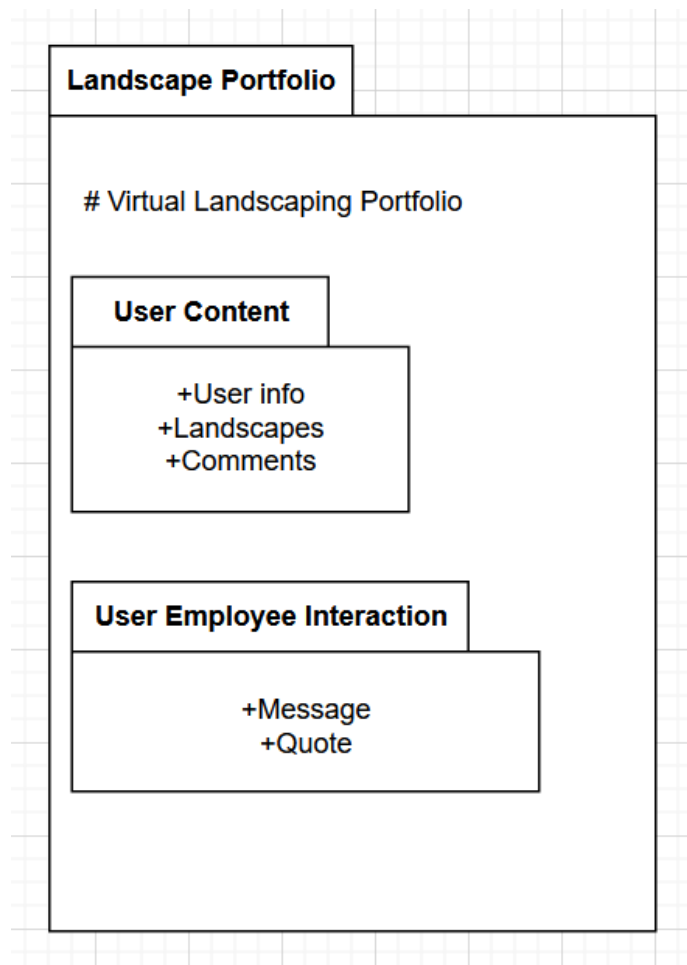 Landscape Portfolio
# Virtual Landscaping Portfolio
User Content
+User info
+Landscapes
+Comments
User Employee Interaction
+Message
+Quote